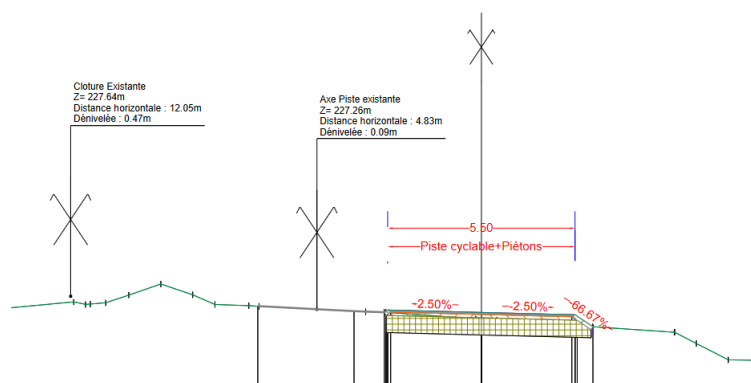 Cloture Existante
Z= 227.64m
Distance horizontale : 12.05m
Dénivelée : 0.47m
Axe Piste existante
Z= 227.26m
Distance horizontale : 4.83m
Dénivelée : 0.09m
5.50
Piste cyclable+Piétons
-2.50%
-2.50%
-66.67%